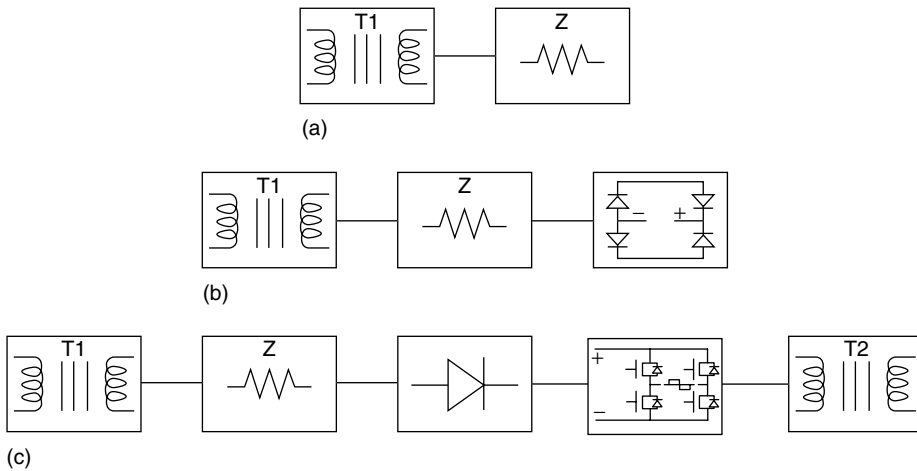 T1 Z
(a)
T1 Z − +
(b)
T1 Z + − T2
(c)